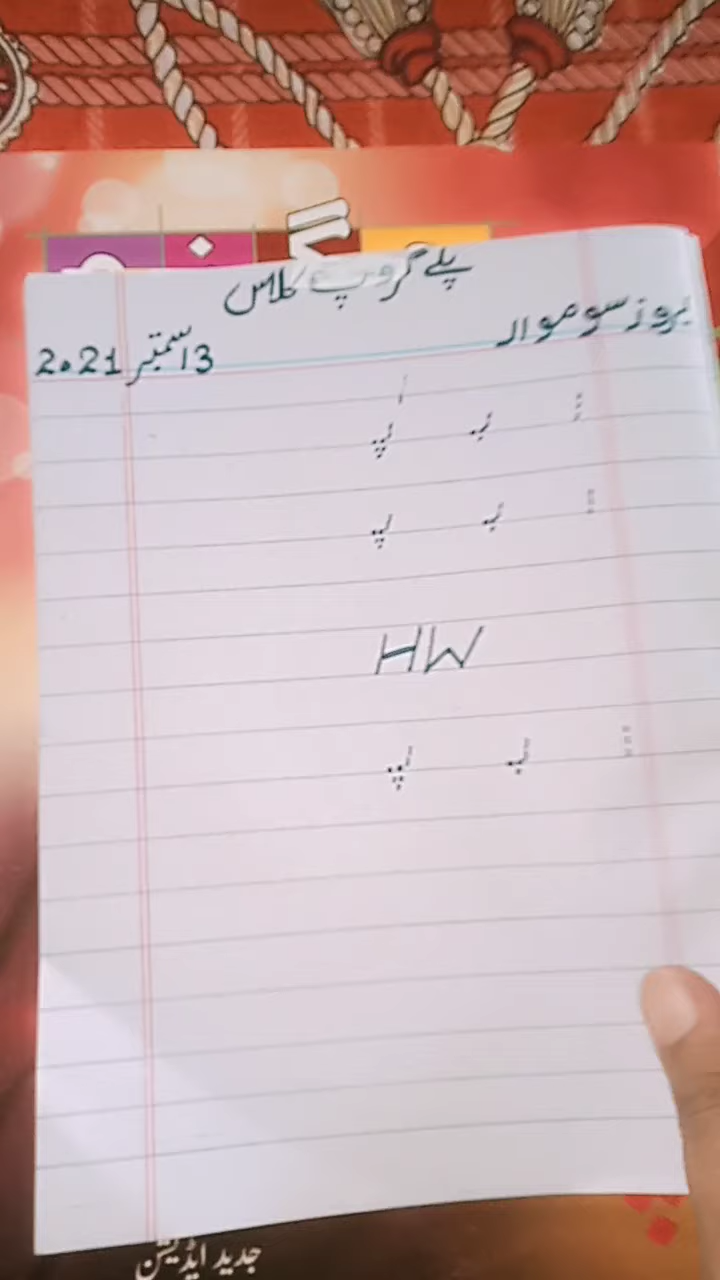 پلے گروپ کلاس
بروز سوموار
13 ستمبر 2021
ا ب پ
ا ب پ
HW
ا ب پ
جدید ایڈیشن